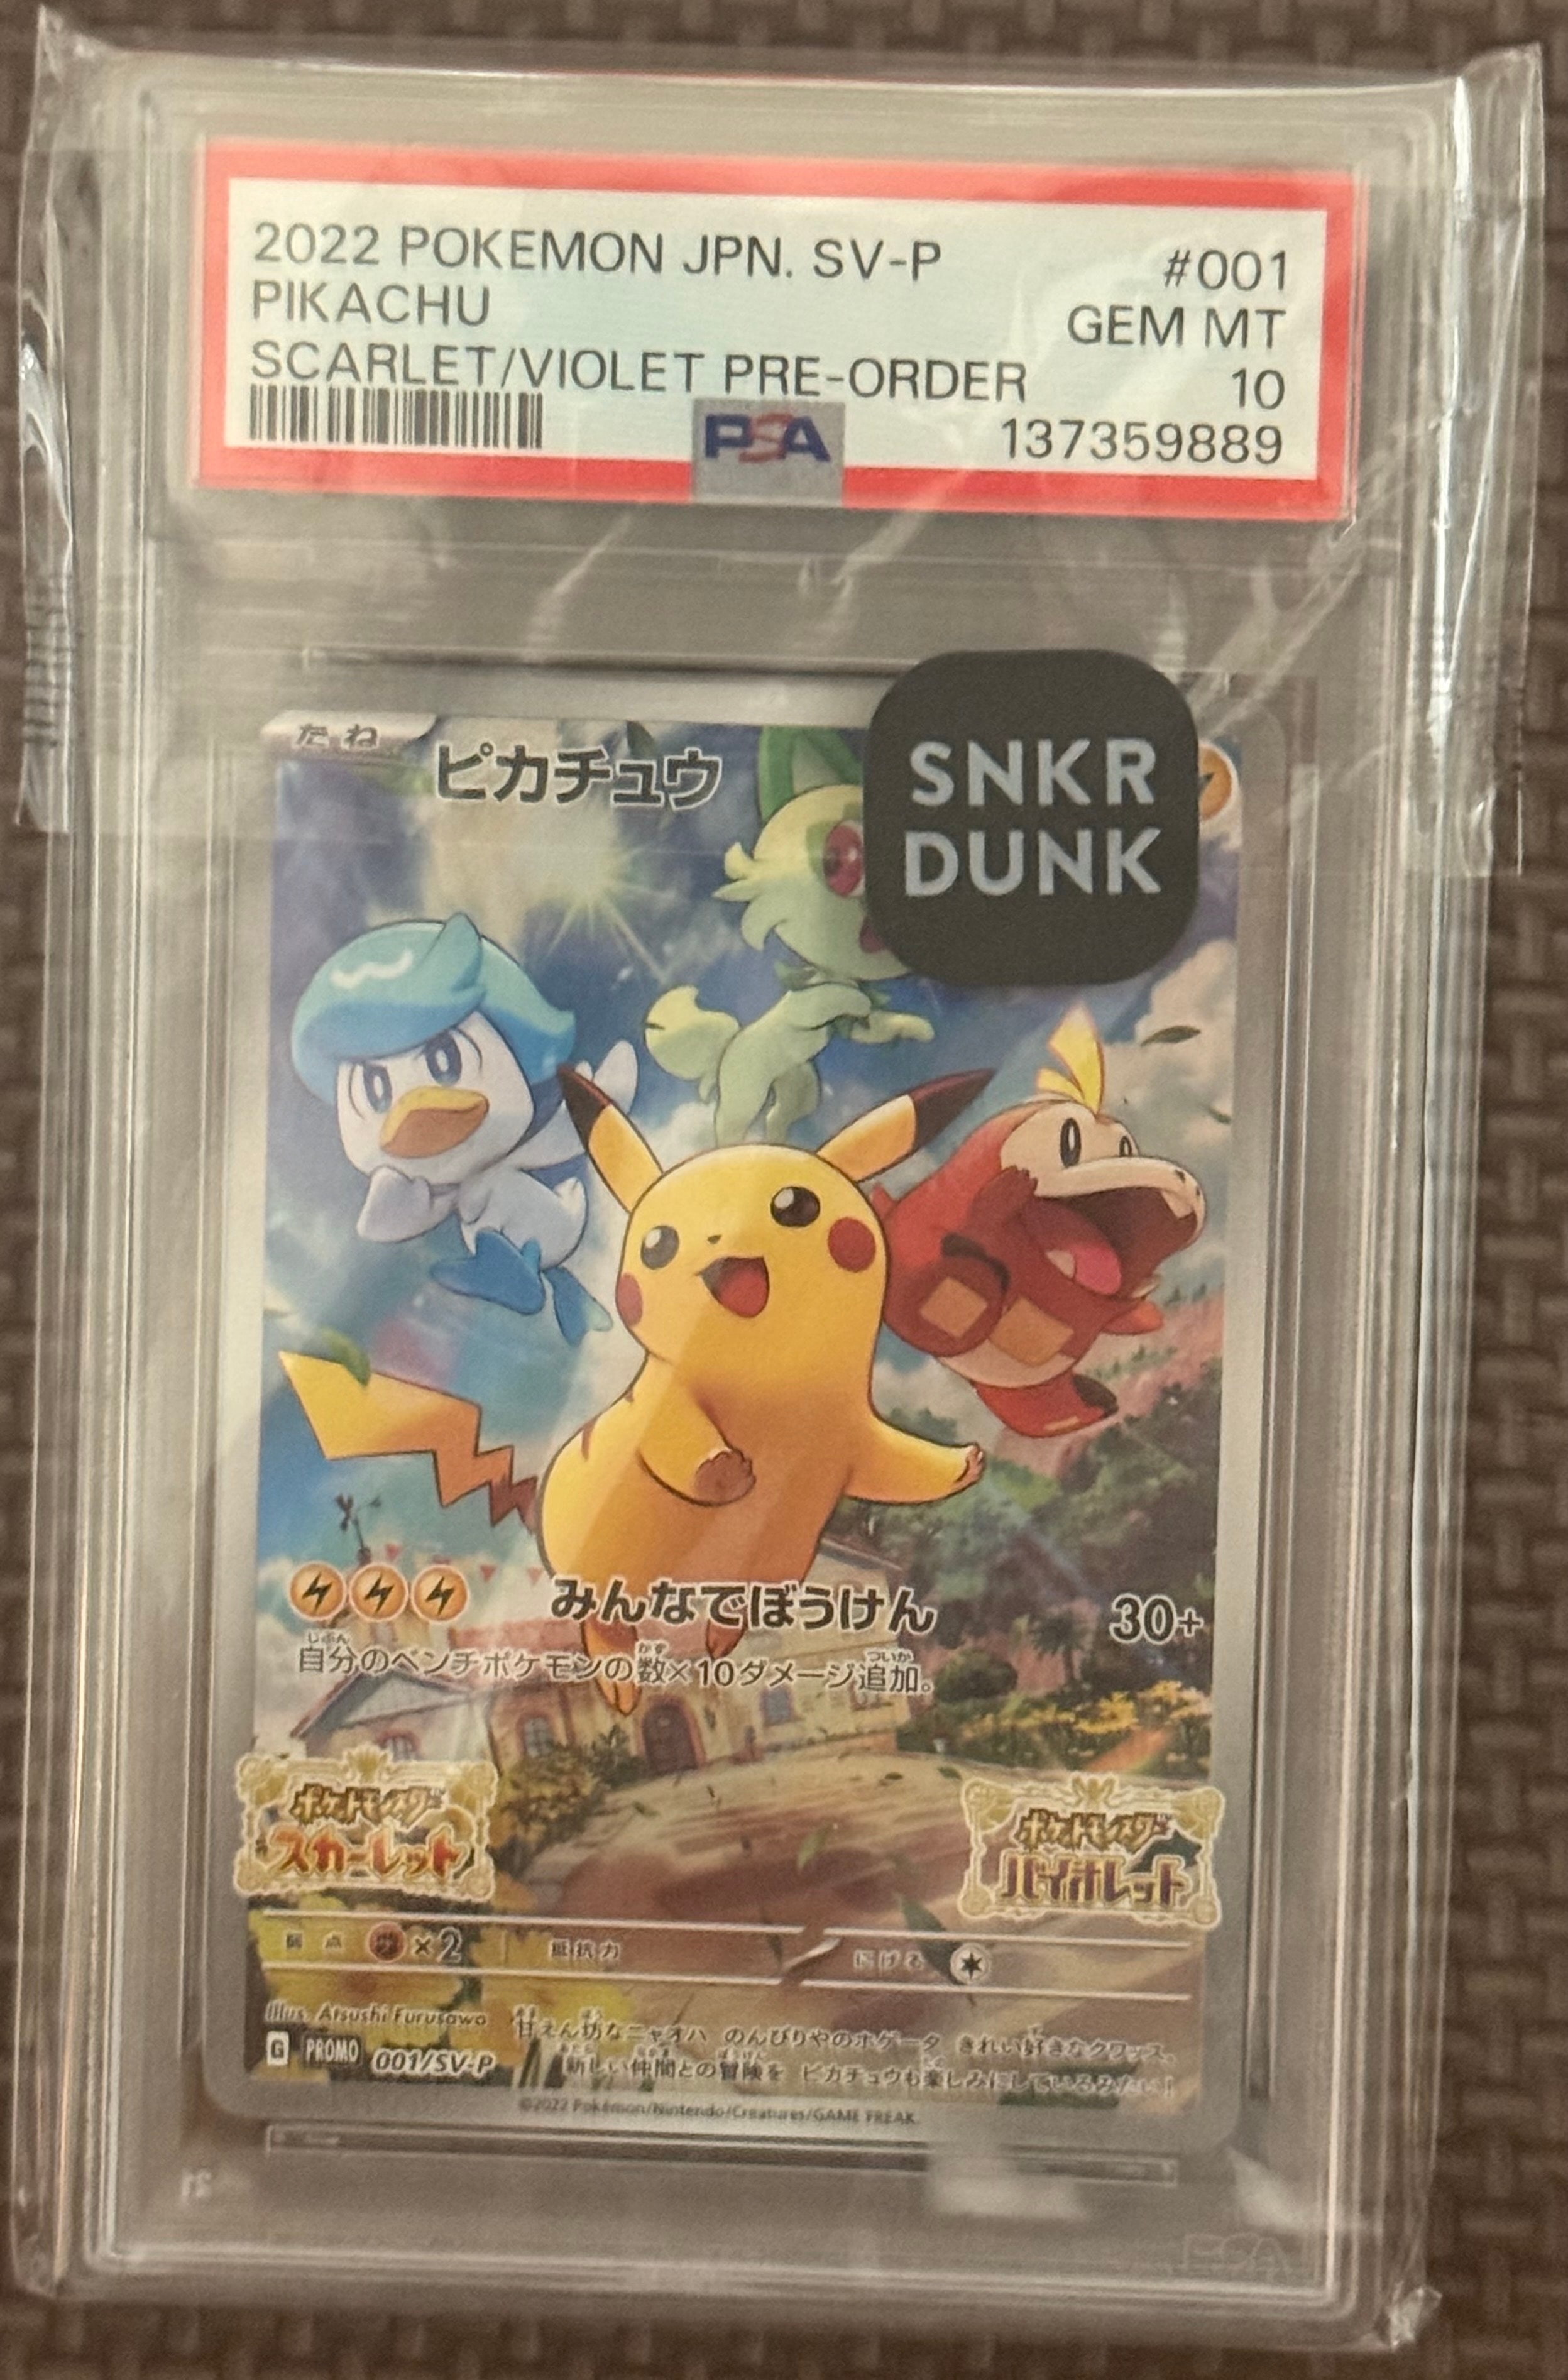 2022 POKEMON JPN. SV-P #001
PIKACHU GEM MT
SCARLET/VIOLET PRE-ORDER 10
PSA 137359889
SNKR
DUNK
たね ピカチュウ
みんなでぼうけん 30+
じぶん かず ついか
自分のベンチポケモンの数×10ダメージ追加。
ポケットモンスター
スカーレット
ポケットモンスター
バイオレット
弱点 ×2 抵抗力 にげる
Illus. Atsushi Furusawa
G PROMO 001/SV-P
甘えん坊なニャオハ のんびりやのホゲータ きれい好きなクワッス。
新しい仲間との冒険を ピカチュウも楽しみにしているみたい!
©2022 Pokémon/Nintendo/Creatures/GAME FREAK.